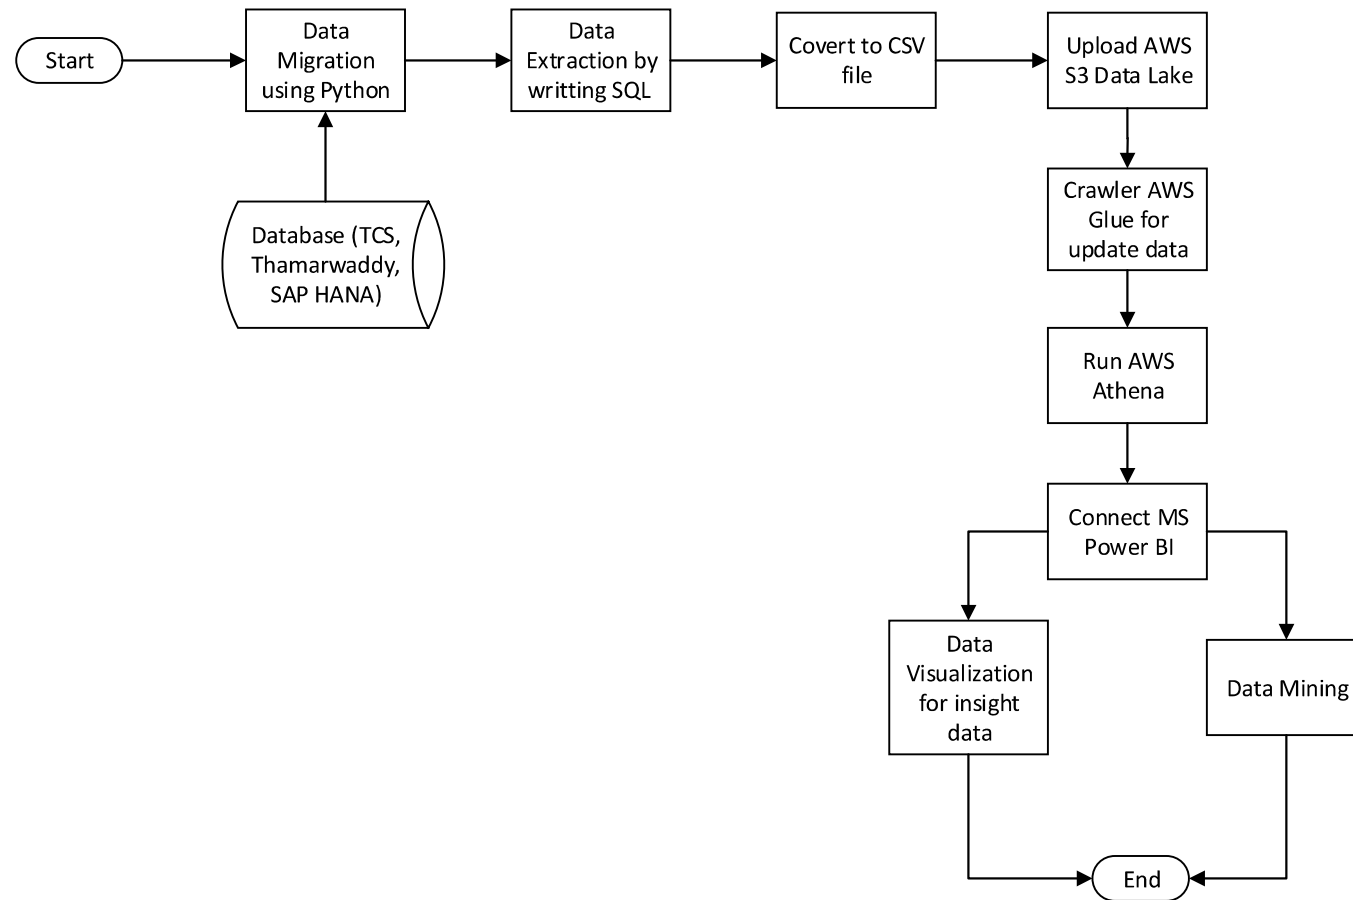 Start
Data
Migration
using Python
Data
Extraction by
writting SQL
Covert to CSV
file
Upload AWS
S3 Data Lake
Database (TCS,
Thamarwaddy,
SAP HANA)
Crawler AWS
Glue for
update data
Run AWS
Athena
Connect MS
Power BI
Data
Visualization
for insight
data
Data Mining
End